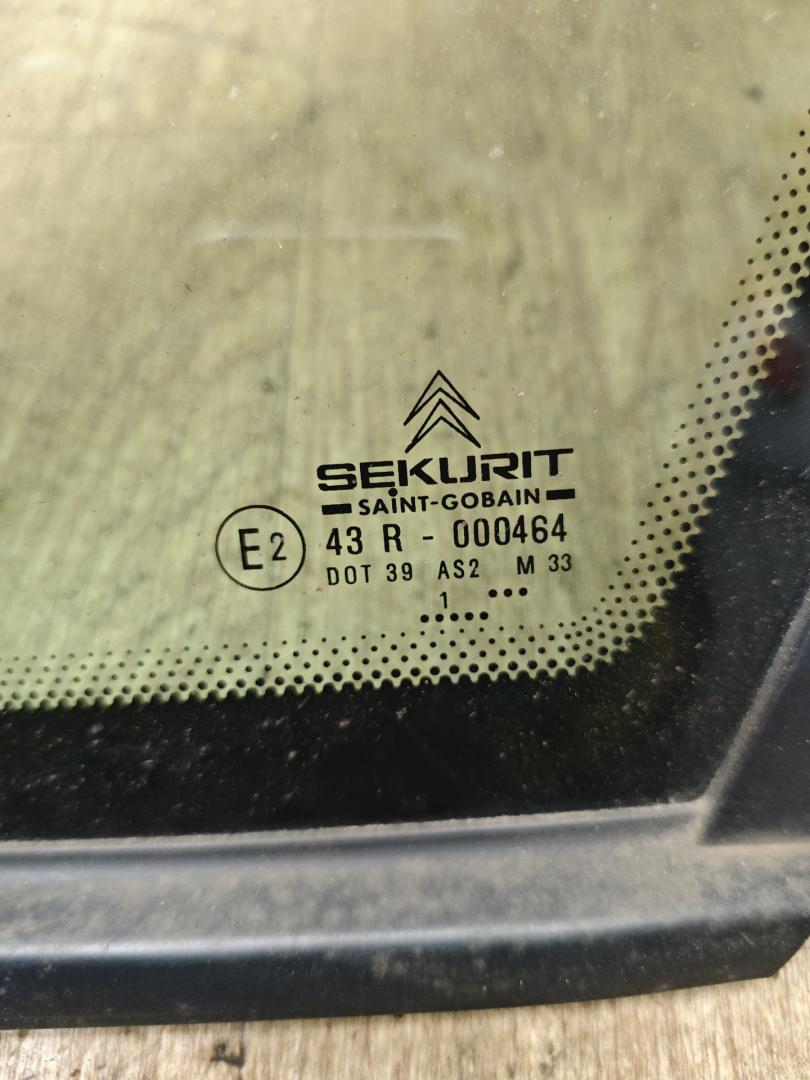 SEKURIT
SAINT-GOBAIN
E2 43 R - 000464
DOT 39 AS2 M 33
1